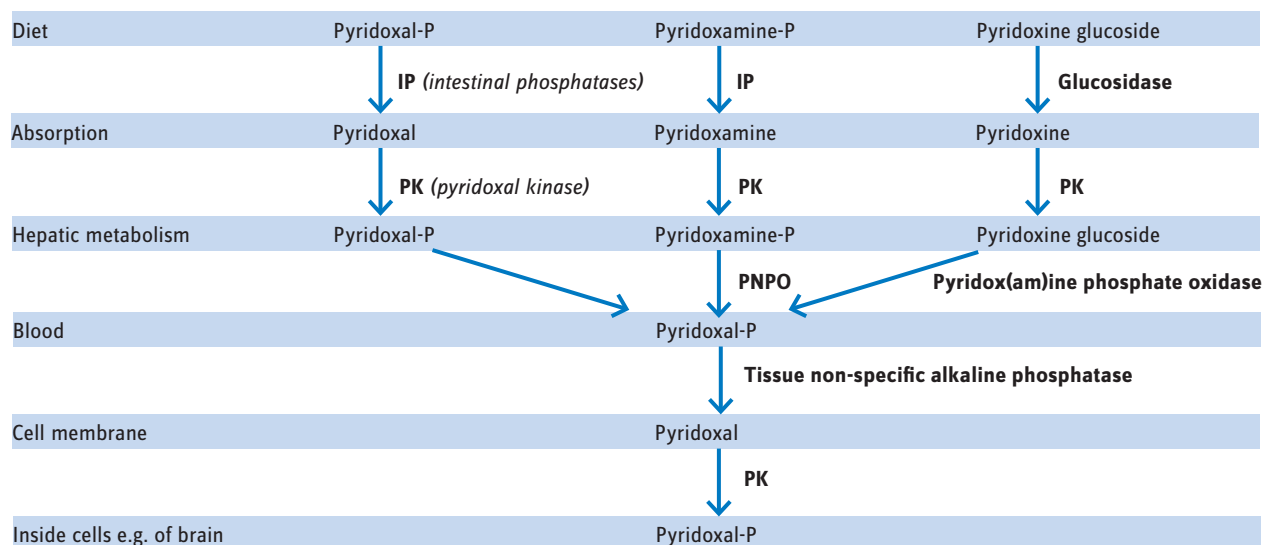 Diet Pyridoxal-P Pyridoxamine-P Pyridoxine glucoside
IP (intestinal phosphatases) IP Glucosidase
Absorption Pyridoxal Pyridoxamine Pyridoxine
PK (pyridoxal kinase) PK PK
Hepatic metabolism Pyridoxal-P Pyridoxamine-P Pyridoxine glucoside
PNPO Pyridox(am)ine phosphate oxidase
Blood Pyridoxal-P
Tissue non-specific alkaline phosphatase
Cell membrane Pyridoxal
PK
Inside cells e.g. of brain Pyridoxal-P